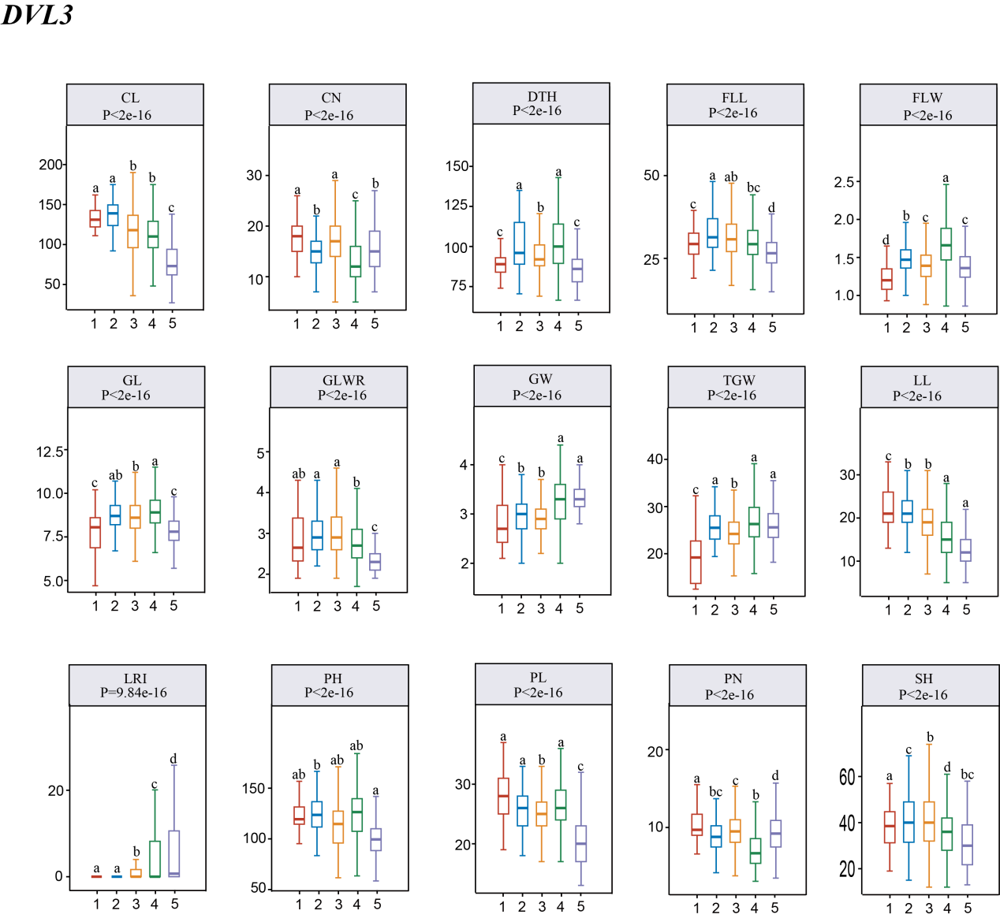 DVL3
CL
P<2e-16
200
150
100
50
a a b b c
1 2 3 4 5
CN
P<2e-16
30
20
10
a b a c b
1 2 3 4 5
DTH
P<2e-16
150
125
100
75
c a b a c
1 2 3 4 5
FLL
P<2e-16
50
25
c a ab bc d
1 2 3 4 5
FLW
P<2e-16
2.5
2.0
1.5
1.0
d b c a c
1 2 3 4 5
GL
P<2e-16
12.5
10.0
7.5
5.0
c ab b a c
1 2 3 4 5
GLWR
P<2e-16
5
4
3
2
ab a a b c
1 2 3 4 5
GW
P<2e-16
4
3
2
c b b a a
1 2 3 4 5
TGW
P<2e-16
40
30
20
c a b a a
1 2 3 4 5
LL
P<2e-16
30
20
10
c b b a a
1 2 3 4 5
LRI
P=9.84e-16
20
0
a a b c d
1 2 3 4 5
PH
P<2e-16
150
100
50
ab b ab ab a
1 2 3 4 5
PL
P<2e-16
30
20
a a b a c
1 2 3 4 5
PN
P<2e-16
20
10
a bc c b d
1 2 3 4 5
SH
P<2e-16
60
40
20
a c b d bc
1 2 3 4 5